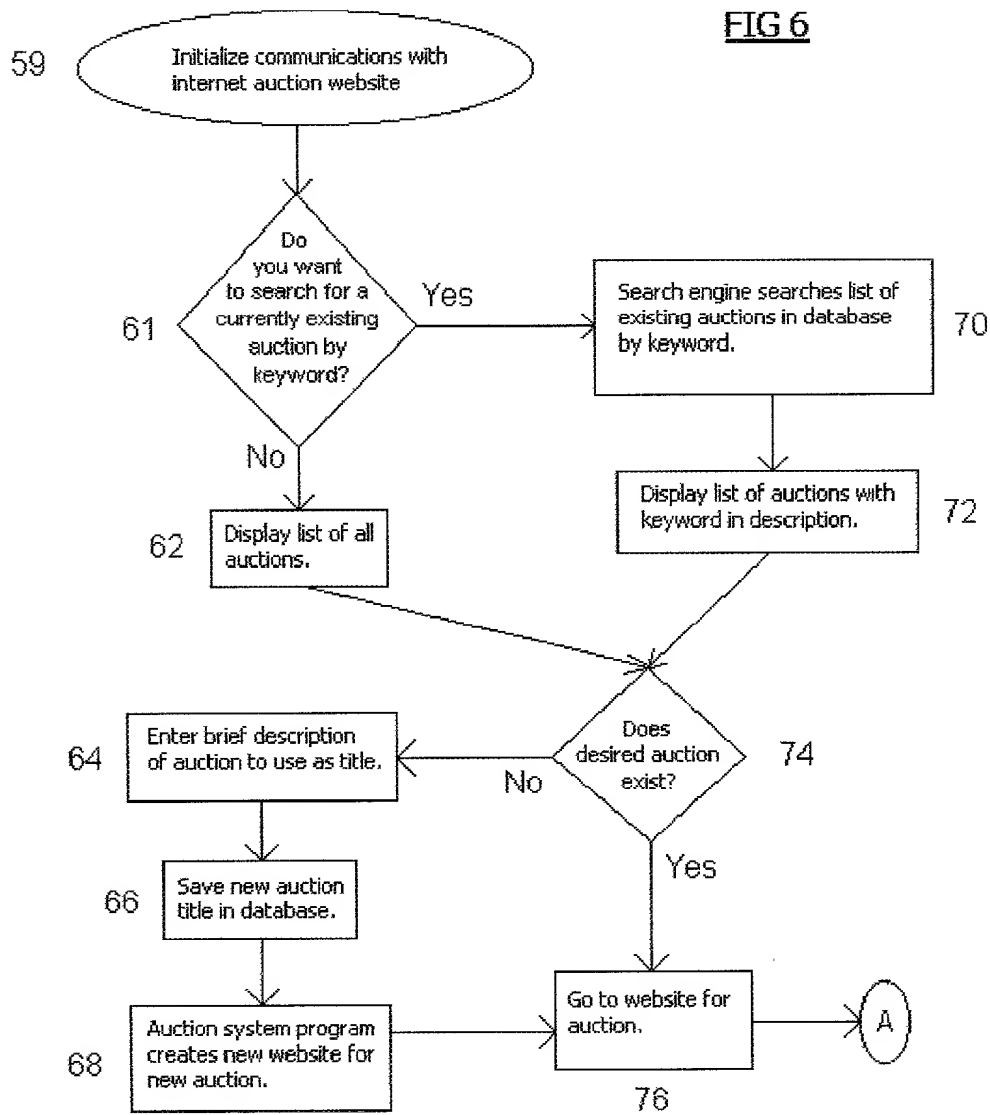 FIG 6
59
Initialize communications with
internet auction website
Do
you want
to search for a
currently existing
auction by
keyword?
61
Yes
Search engine searches list of
existing auctions in database
by keyword.
70
No
Display list of auctions with
keyword in description.
72
62
Display list of all
auctions.
Does
desired auction
exist?
74
No
64
Enter brief description
of auction to use as title.
Yes
66
Save new auction
title in database.
68
Auction system program
creates new website for
new auction.
Go to website for
auction.
76
A